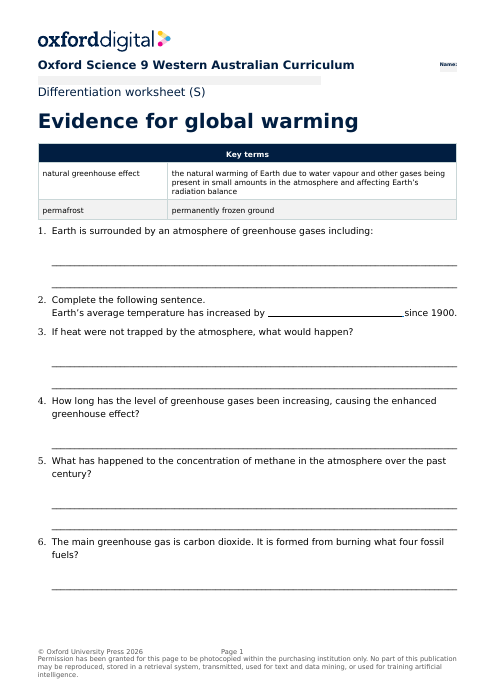 oxforddigital
Oxford Science 9 Western Australian Curriculum
Name:
Differentiation worksheet (S)
Evidence for global warming
Key terms
natural greenhouse effect
the natural warming of Earth due to water vapour and other gases being
present in small amounts in the atmosphere and affecting Earth's
radiation balance
permafrost
permanently frozen ground
1. Earth is surrounded by an atmosphere of greenhouse gases including:
2. Complete the following sentence.
Earth's average temperature has increased by ______ since 1900.
3. If heat were not trapped by the atmosphere, what would happen?
4. How long has the level of greenhouse gases been increasing, causing the enhanced
greenhouse effect?
5. What has happened to the concentration of methane in the atmosphere over the past
century?
6. The main greenhouse gas is carbon dioxide. It is formed from burning what four fossil
fuels?
© Oxford University Press 2026 Page 1
Permission has been granted for this page to be photocopied within the purchasing institution only. No part of this publication
may be reproduced, stored in a retrieval system, transmitted, used for text and data mining, or used for training artificial
intelligence.